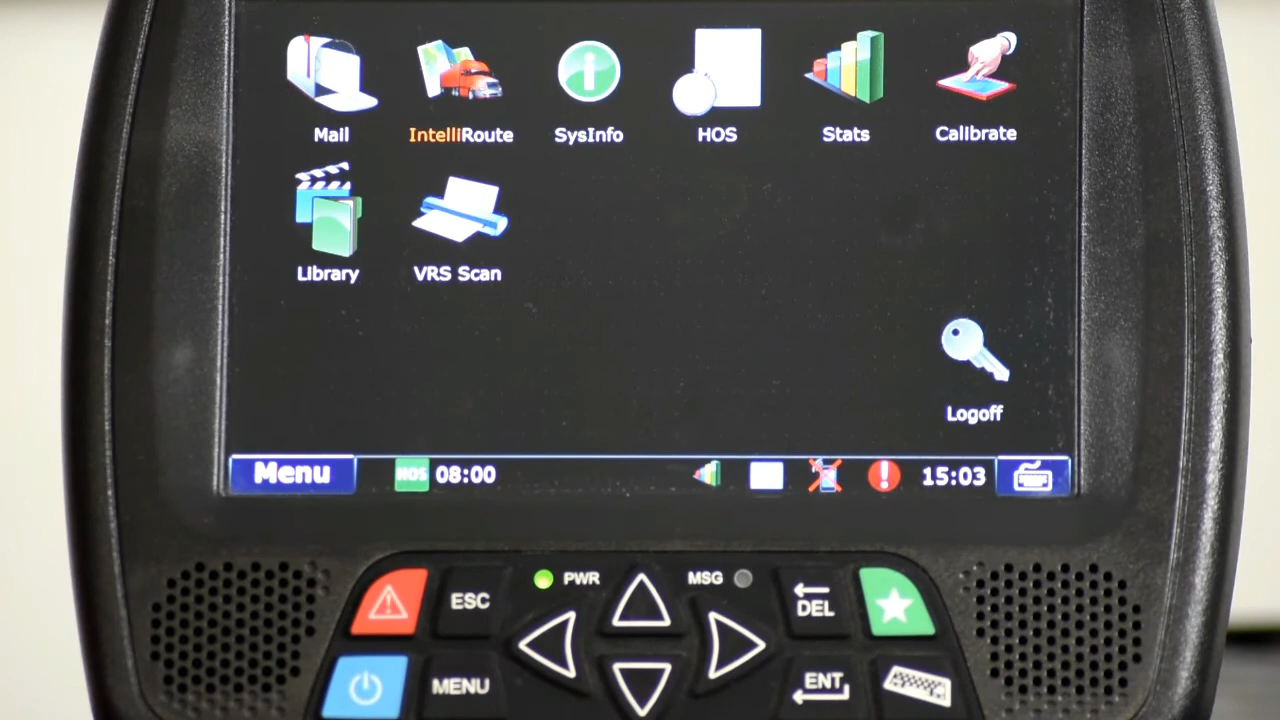 Mail IntelliRoute SysInfo HOS Stats Calibrate
Library VRS Scan
Logoff
Menu HOS 08:00 15:03
ESC PWR MSG DEL
MENU ENT